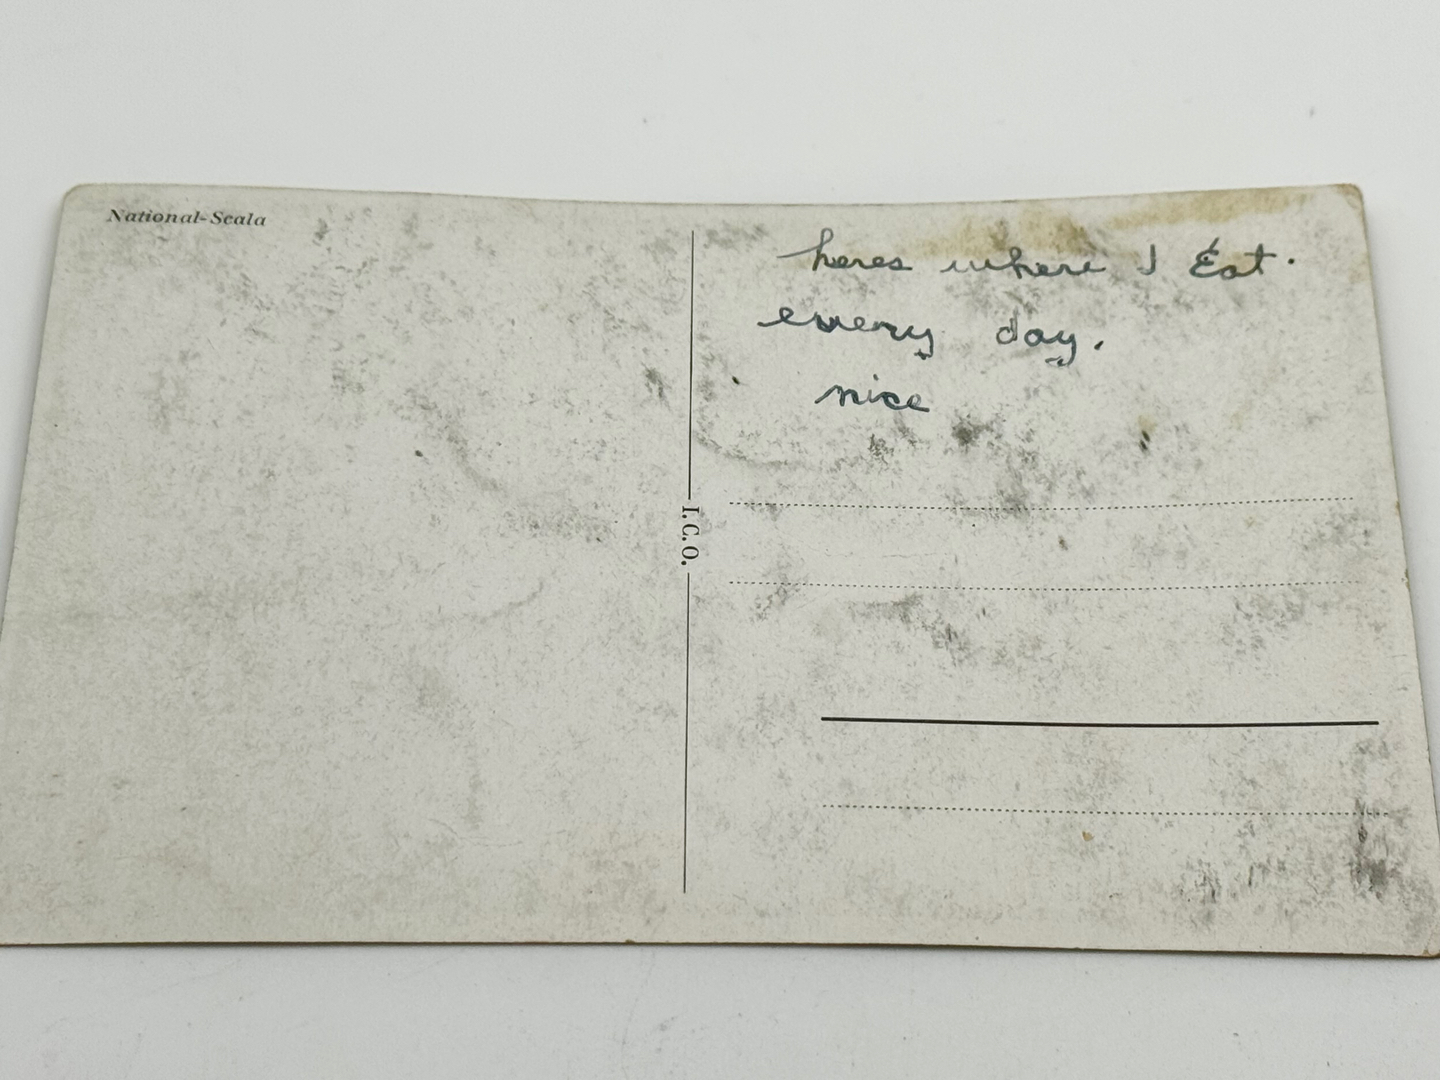 National-Scala
heres where I Eat.
every day.
nice
I.C.O.